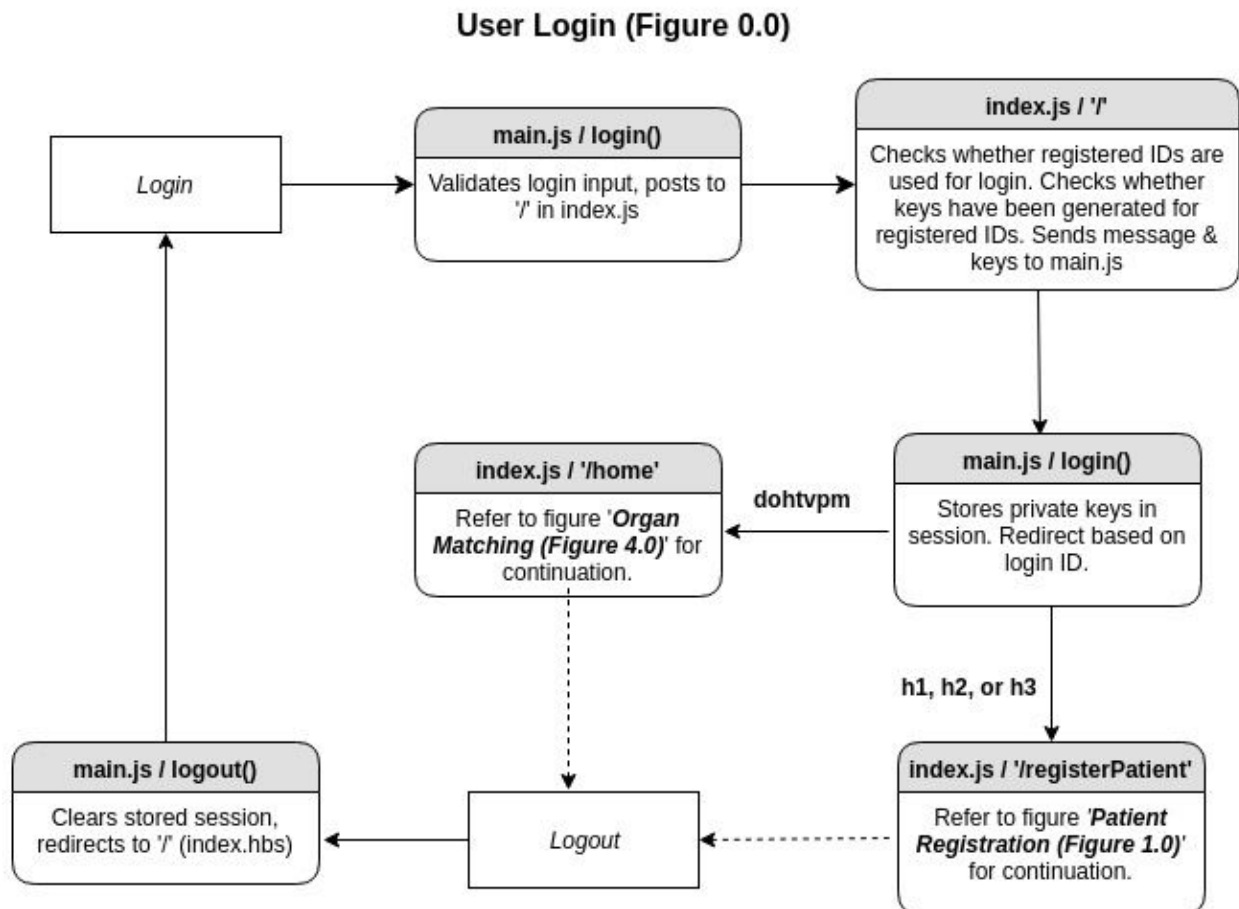 User Login (Figure 0.0)
Login
main.js / login()
Validates login input, posts to
'/' in index.js
index.js / '/'
Checks whether registered IDs are
used for login. Checks whether
keys have been generated for
registered IDs. Sends message &
keys to main.js
main.js / login()
Stores private keys in
session. Redirect based on
login ID.
dohtvpm
index.js / '/home'
Refer to figure 'Organ
Matching (Figure 4.0)' for
continuation.
h1, h2, or h3
index.js / '/registerPatient'
Refer to figure 'Patient
Registration (Figure 1.0)'
for continuation.
Logout
main.js / logout()
Clears stored session,
redirects to '/' (index.hbs)